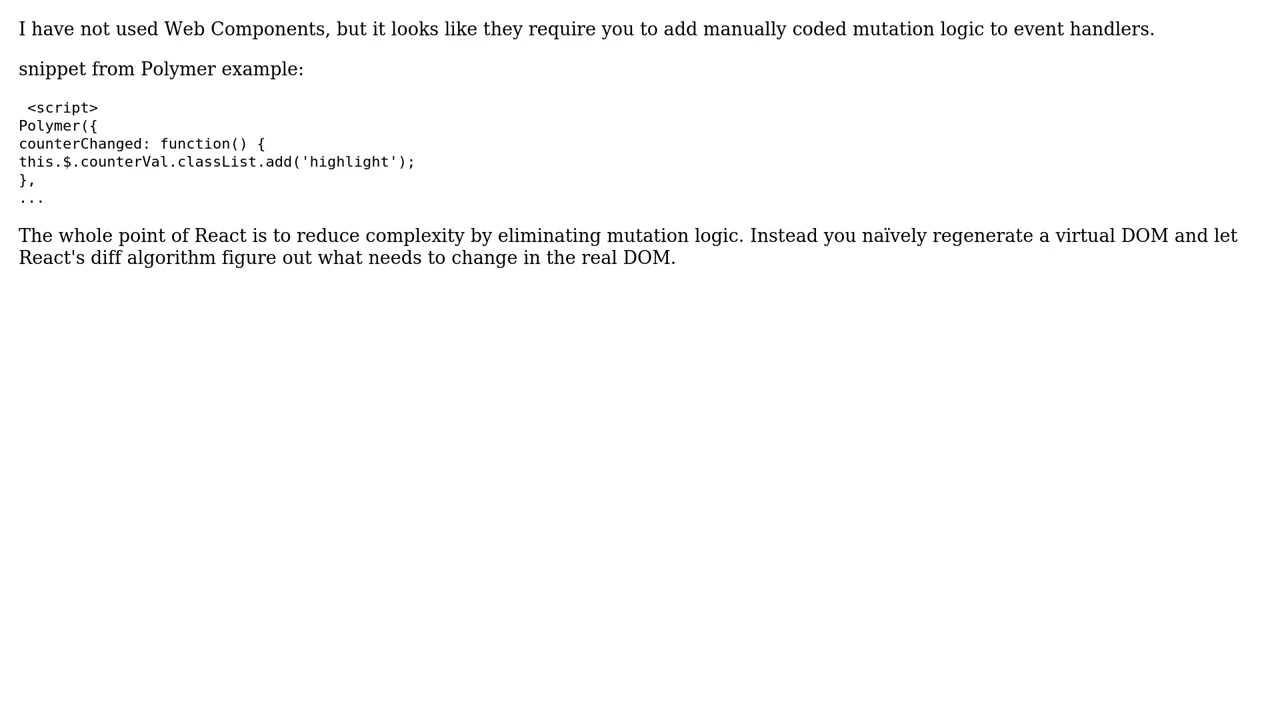 I have not used Web Components, but it looks like they require you to add manually coded mutation logic to event handlers.
snippet from Polymer example:
<script>
Polymer({
counterChanged: function() {
this.$.counterVal.classList.add('highlight');
},
...
The whole point of React is to reduce complexity by eliminating mutation logic. Instead you naïvely regenerate a virtual DOM and let
React's diff algorithm figure out what needs to change in the real DOM.